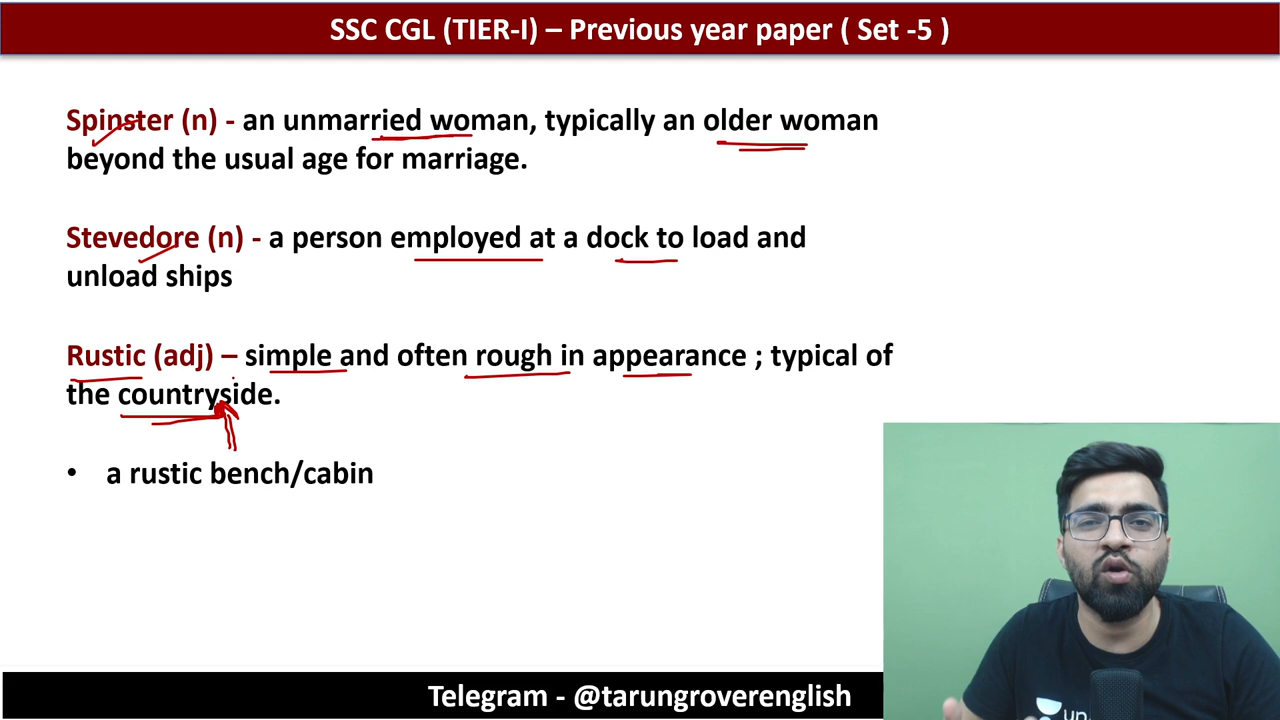 SSC CGL (TIER-I) – Previous year paper ( Set -5 )
Spinster (n) - an unmarried woman, typically an older woman
beyond the usual age for marriage.
Stevedore (n) - a person employed at a dock to load and
unload ships
Rustic (adj) – simple and often rough in appearance ; typical of
the countryside.
• a rustic bench/cabin
un
Telegram - @tarungroverenglish